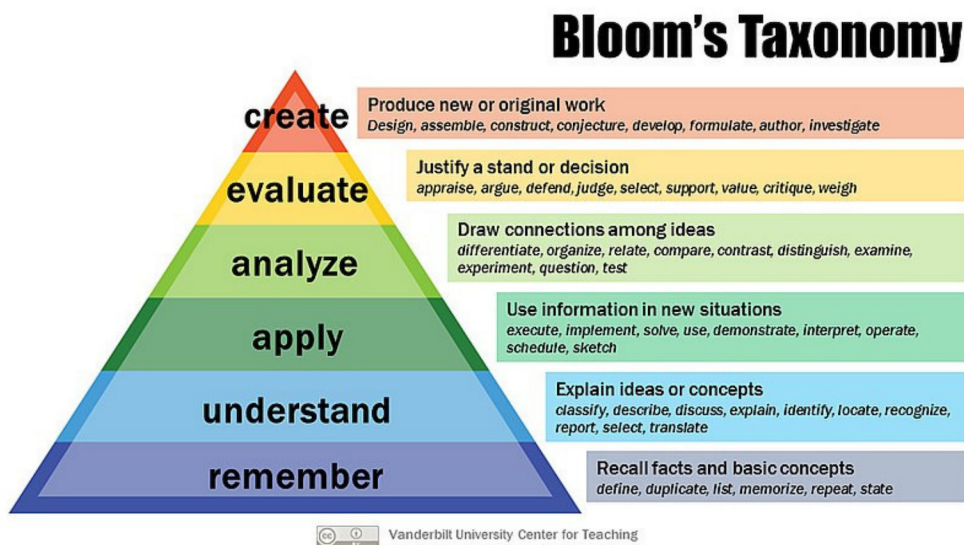 Bloom's Taxonomy
create
Produce new or original work
Design, assemble, construct, conjecture, develop, formulate, author, investigate
evaluate
Justify a stand or decision
appraise, argue, defend, judge, select, support, value, critique, weigh
analyze
Draw connections among ideas
differentiate, organize, relate, compare, contrast, distinguish, examine,
experiment, question, test
apply
Use information in new situations
execute, implement, solve, use, demonstrate, interpret, operate,
schedule, sketch
understand
Explain ideas or concepts
classify, describe, discuss, explain, identify, locate, recognize,
report, select, translate
remember
Recall facts and basic concepts
define, duplicate, list, memorize, repeat, state
cc
Vanderbilt University Center for Teaching